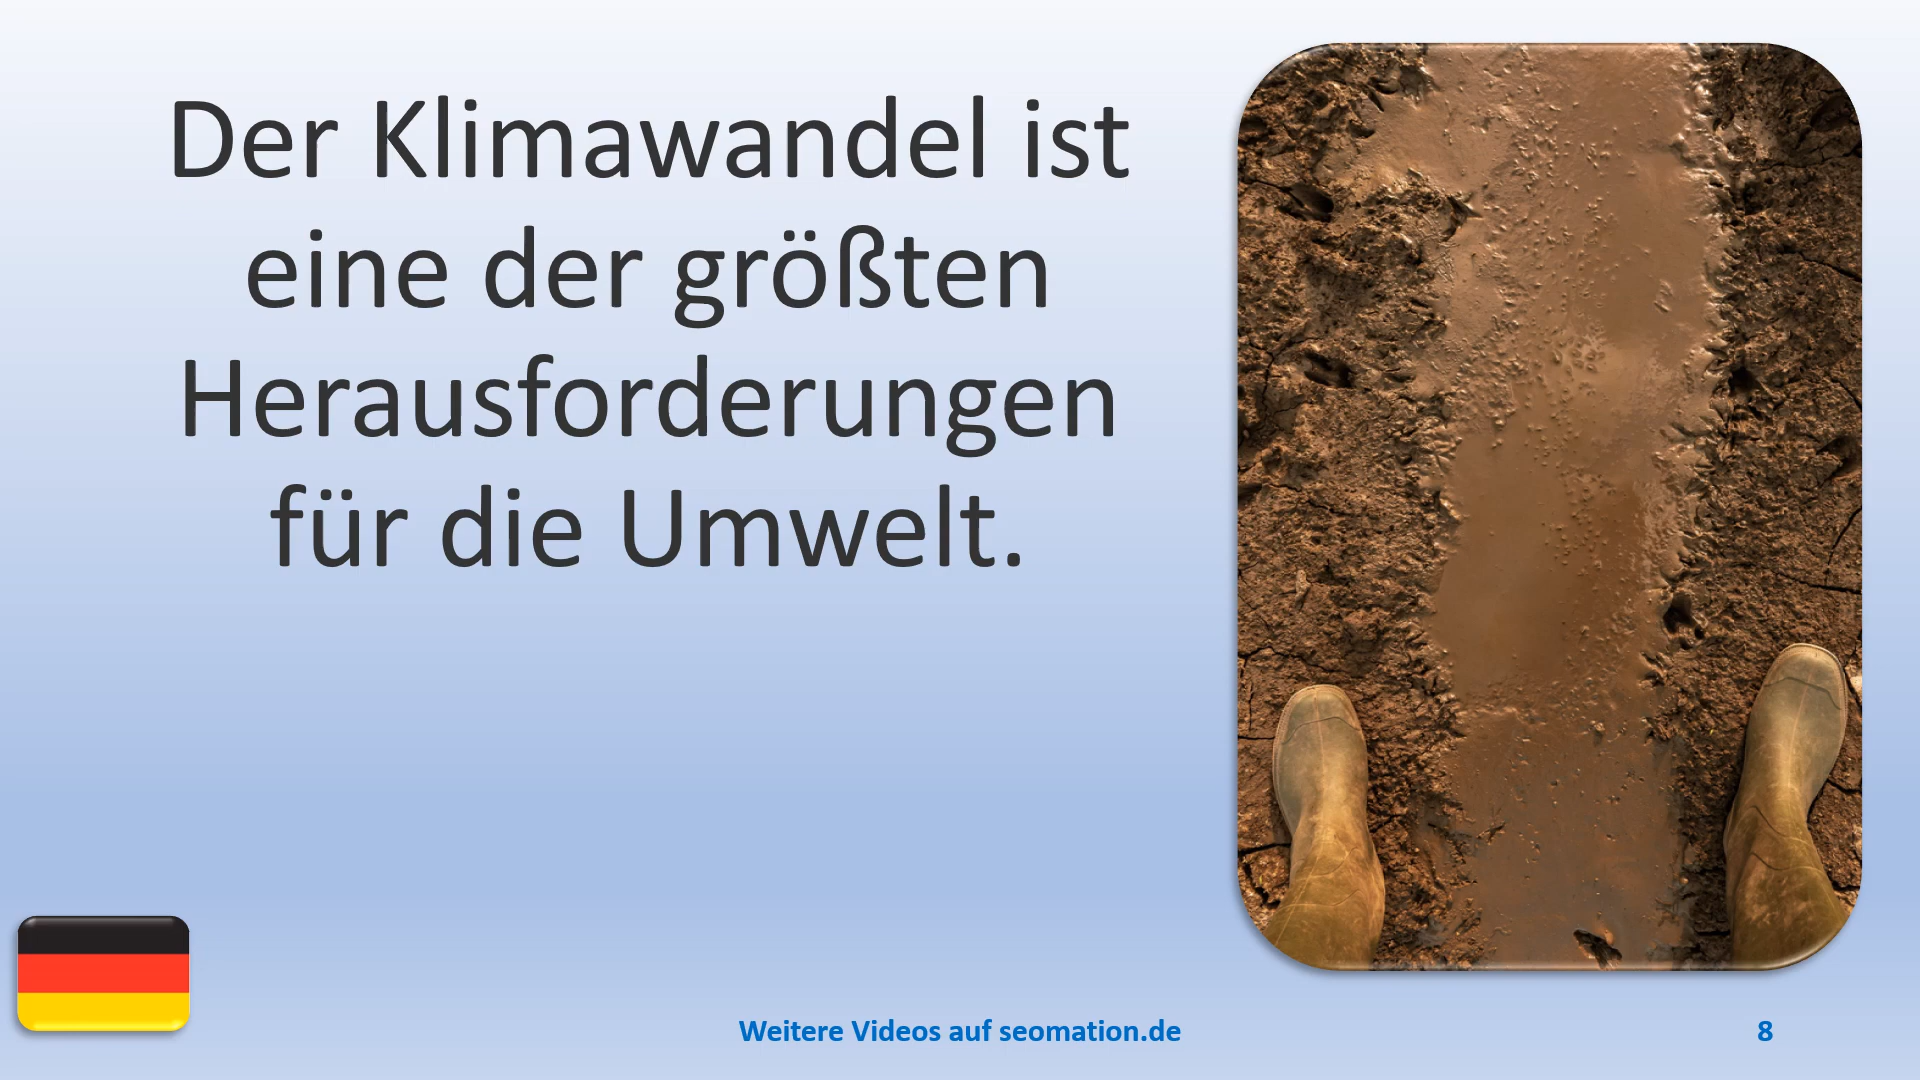 Der Klimawandel ist
eine der größten
Herausforderungen
für die Umwelt.
Weitere Videos auf seomation.de
8